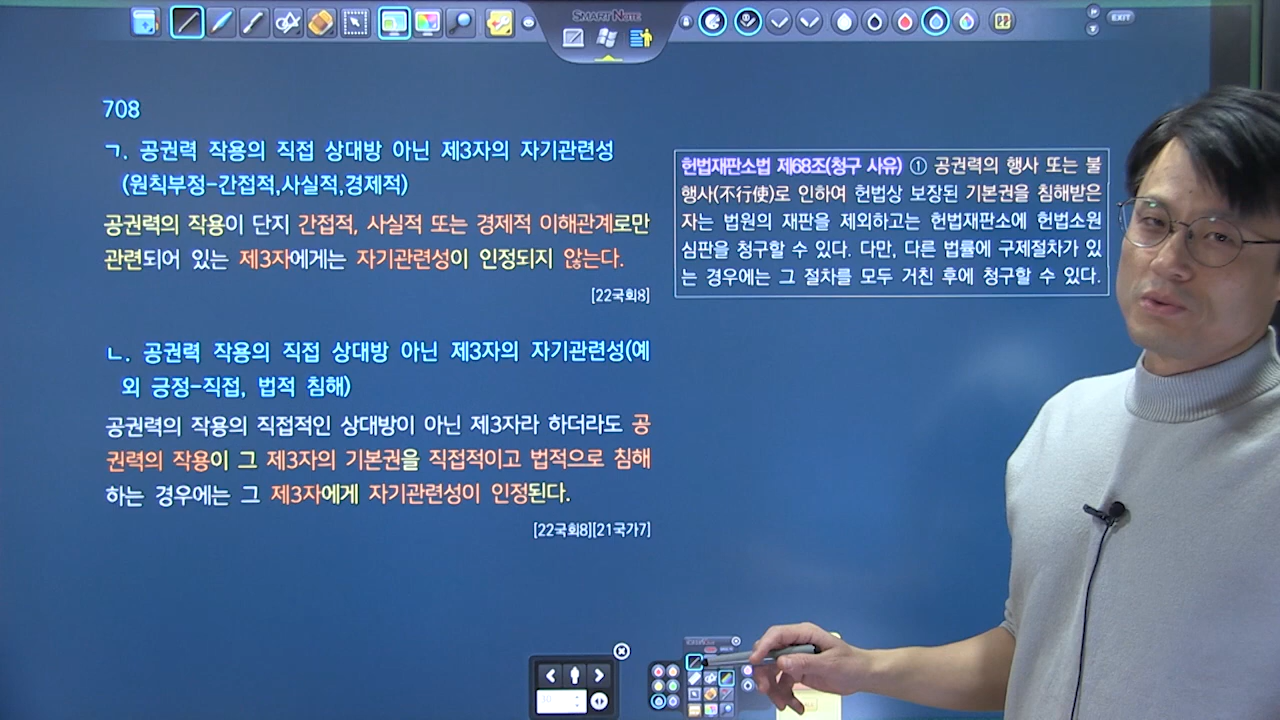 SMART NOTE
EXIT
708
ㄱ. 공권력 작용의 직접 상대방 아닌 제3자의 자기관련성
(원칙부정-간접적,사실적,경제적)
공권력의 작용이 단지 간접적, 사실적 또는 경제적 이해관계로만
관련되어 있는 제3자에게는 자기관련성이 인정되지 않는다.
[22국회8]
ㄴ. 공권력 작용의 직접 상대방 아닌 제3자의 자기관련성(예
외 긍정-직접, 법적 침해)
공권력의 작용의 직접적인 상대방이 아닌 제3자라 하더라도 공
권력의 작용이 그 제3자의 기본권을 직접적이고 법적으로 침해
하는 경우에는 그 제3자에게 자기관련성이 인정된다.
[22국회8][21국가7]
헌법재판소법 제68조(청구 사유) ① 공권력의 행사 또는 불
행사(不行使)로 인하여 헌법상 보장된 기본권을 침해받은
자는 법원의 재판을 제외하고는 헌법재판소에 헌법소원
심판을 청구할 수 있다. 다만, 다른 법률에 구제절차가 있
는 경우에는 그 절차를 모두 거친 후에 청구할 수 있다.